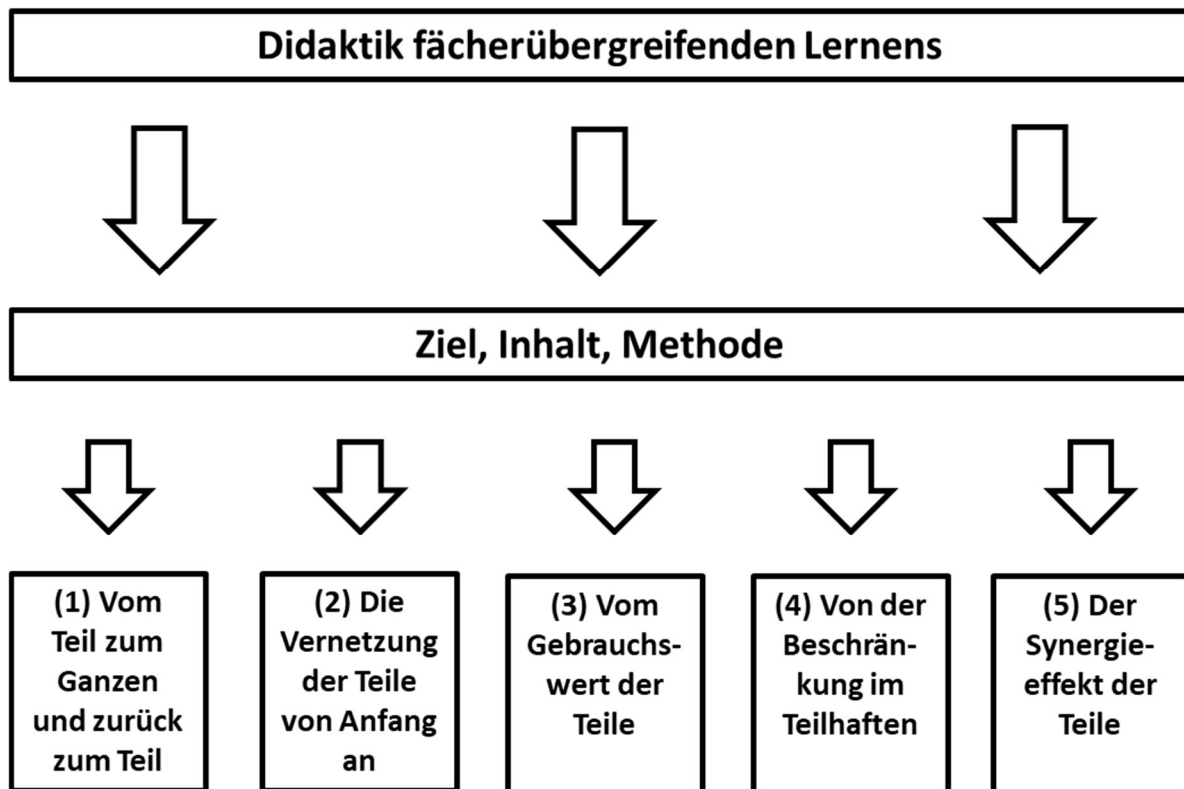 Didaktik fächerübergreifenden Lernens
Ziel, Inhalt, Methode
(1) Vom
Teil zum
Ganzen
und zurück
zum Teil
(2) Die
Vernetzung
der Teile
von Anfang
an
(3) Vom
Gebrauchs-
wert der
Teile
(4) Von der
Beschrän-
kung im
Teilhaften
(5) Der
Synergie-
effekt der
Teile